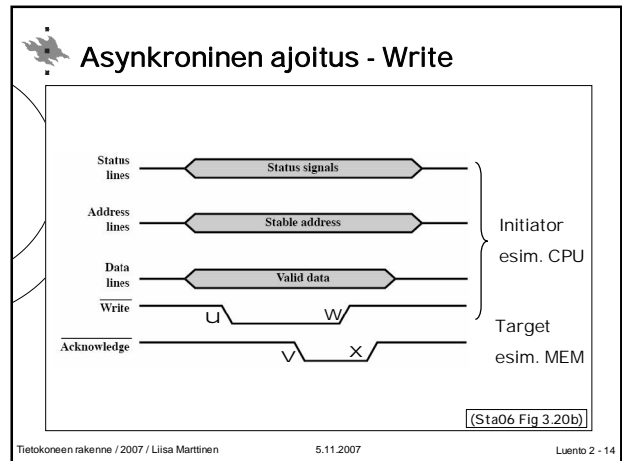 Asynkroninen ajoitus - Write
Status
lines
Status signals
Address
lines
Stable address
Data
lines
Valid data
Write
Acknowledge
u
w
v
x
Initiator
esim. CPU
Target
esim. MEM
(Sta06 Fig 3.20b)
Tietokoneen rakenne / 2007 / Liisa Marttinen 5.11.2007 Luento 2 - 14